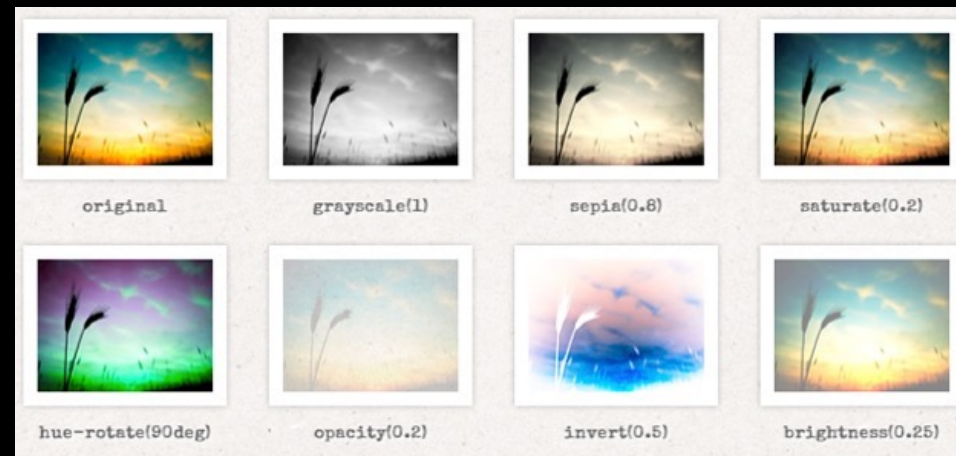 original
grayscale(1)
sepia(0.8)
saturate(0.2)
hue-rotate(90deg)
opacity(0.2)
invert(0.5)
brightness(0.25)